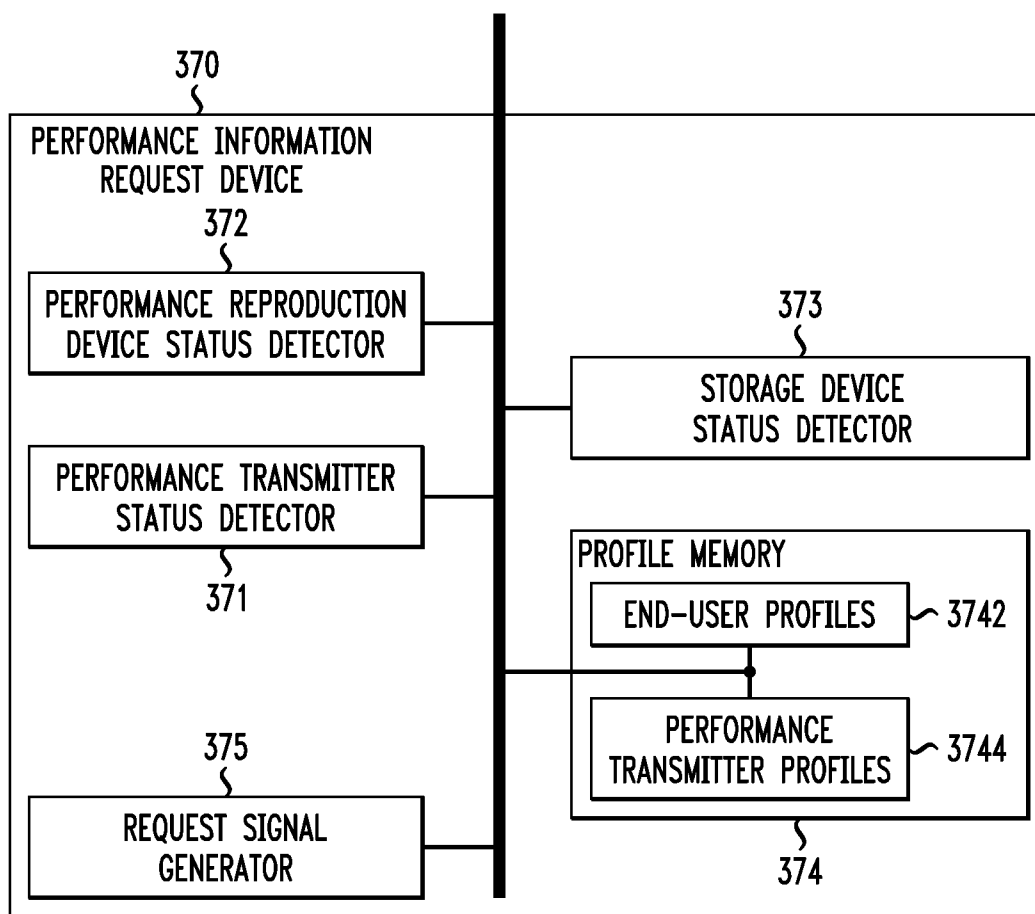 370
PERFORMANCE INFORMATION
REQUEST DEVICE
372
PERFORMANCE REPRODUCTION
DEVICE STATUS DETECTOR
373
STORAGE DEVICE
STATUS DETECTOR
PERFORMANCE TRANSMITTER
STATUS DETECTOR
371
PROFILE MEMORY
END-USER PROFILES
3742
PERFORMANCE
TRANSMITTER PROFILES
3744
374
375
REQUEST SIGNAL
GENERATOR